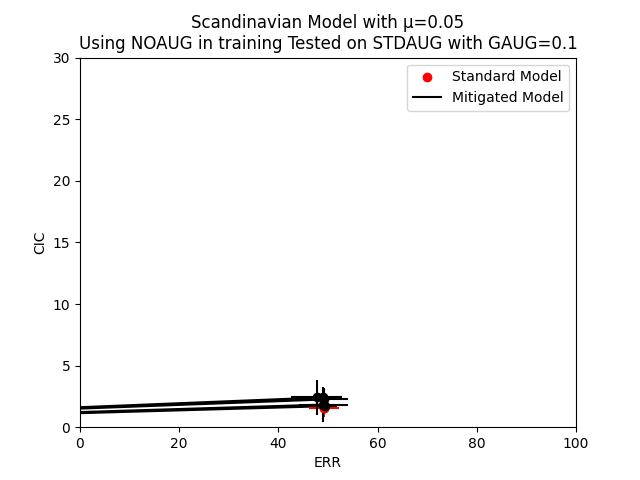 Scandinavian Model with μ=0.05
Using NOAUG in training Tested on STDAUG with GAUG=0.1
Standard Model
Mitigated Model
30
25
20
15
10
5
0
CIC
0 20 40 60 80 100
ERR